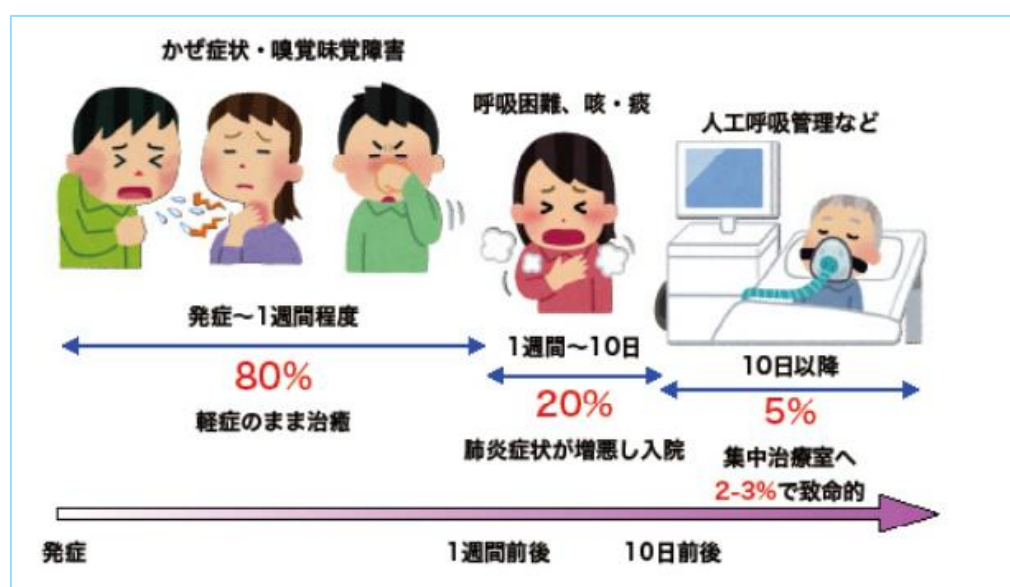 かぜ症状・嗅覚味覚障害
呼吸困難、咳・痰
人工呼吸管理など
発症〜1週間程度
80%
軽症のまま治癒
1週間〜10日
20%
肺炎症状が増悪し入院
10日以降
5%
集中治療室へ
2-3%で致命的
発症
1週間前後
10日前後